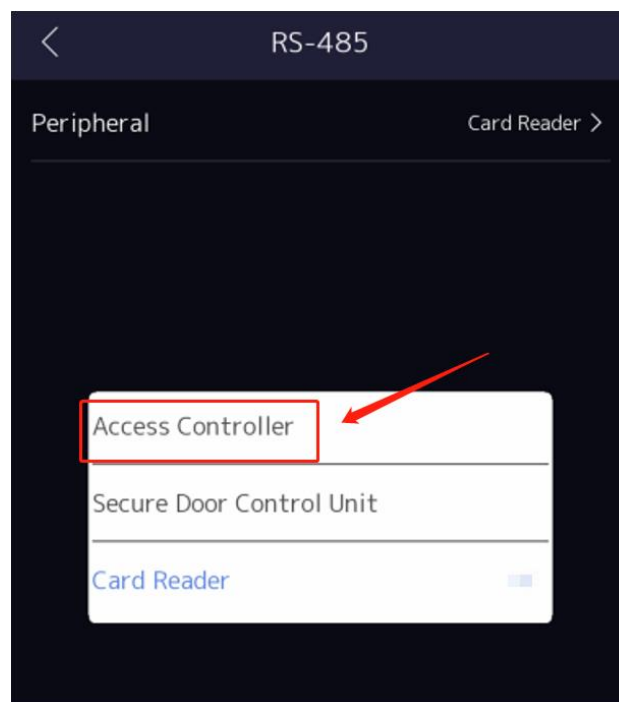 RS-485
Peripheral Card Reader
Access Controller
Secure Door Control Unit
Card Reader